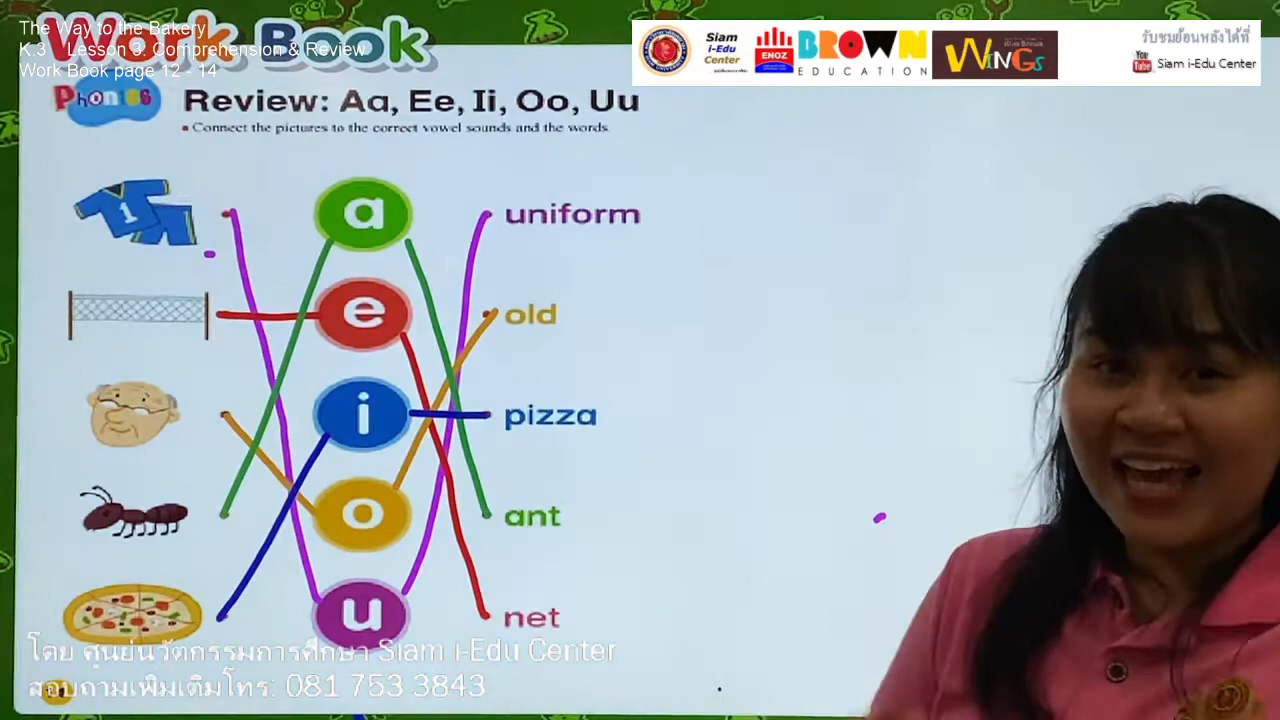 The Way to the Bakery
K.3 Lesson 3: Comprehension & Review
Work Book page 12 - 14
Work Book
Siam
i-Edu
Center
ENOZ
BROWN
EDUCATION
WINGS
รับชมย้อนหลังได้ที่
You
Tube
Siam i-Edu Center
Phonics
Review: Aa, Ee, Ii, Oo, Uu
Connect the pictures to the correct vowel sounds and the words.
1
a
uniform
e
old
i
pizza
o
ant
u
net
โดย ศูนย์นวัตกรรมการศึกษา Siam i-Edu Center
สอบถามเพิ่มเติมโทร: 081 753 3843